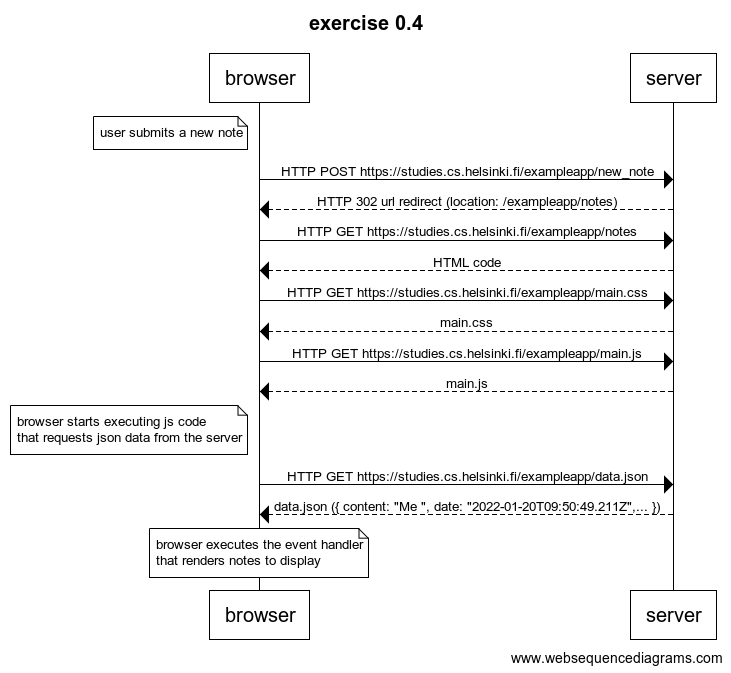 exercise 0.4
browser
server
user submits a new note
HTTP POST https://studies.cs.helsinki.fi/exampleapp/new_note
HTTP 302 url redirect (location: /exampleapp/notes)
HTTP GET https://studies.cs.helsinki.fi/exampleapp/notes
HTML code
HTTP GET https://studies.cs.helsinki.fi/exampleapp/main.css
main.css
HTTP GET https://studies.cs.helsinki.fi/exampleapp/main.js
main.js
browser starts executing js code
that requests json data from the server
HTTP GET https://studies.cs.helsinki.fi/exampleapp/data.json
data.json ({ content: "Me ", date: "2022-01-20T09:50:49.211Z",... })
browser executes the event handler
that renders notes to display
browser
server
www.websequencediagrams.com